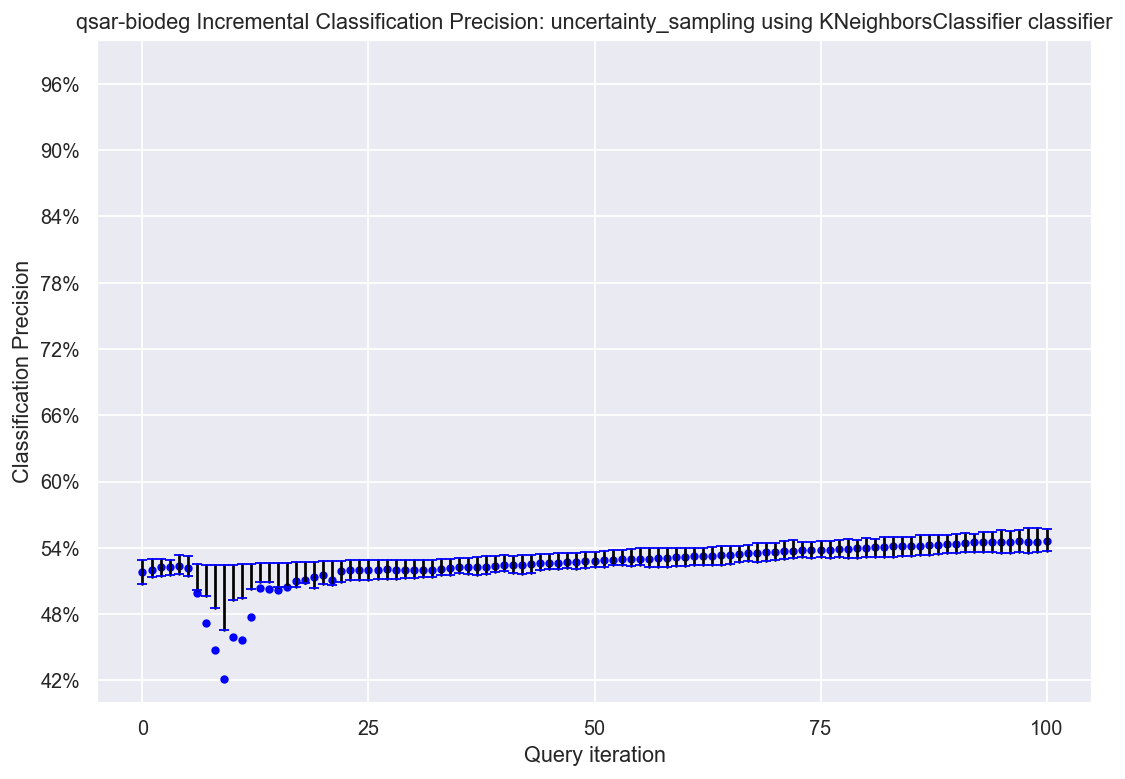 qsar-biodeg Incremental Classification Precision: uncertainty_sampling using KNeighborsClassifier classifier
96%
90%
84%
78%
72%
66%
60%
54%
48%
42%
Classification Precision
0 25 50 75 100
Query iteration